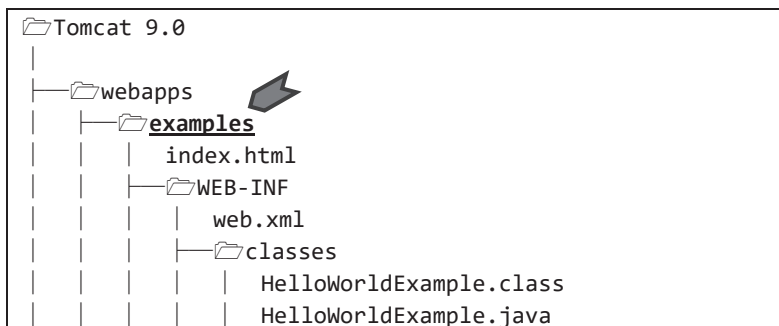 Tomcat 9.0
webapps
examples
index.html
WEB-INF
web.xml
classes
HelloWorldExample.class
HelloWorldExample.java